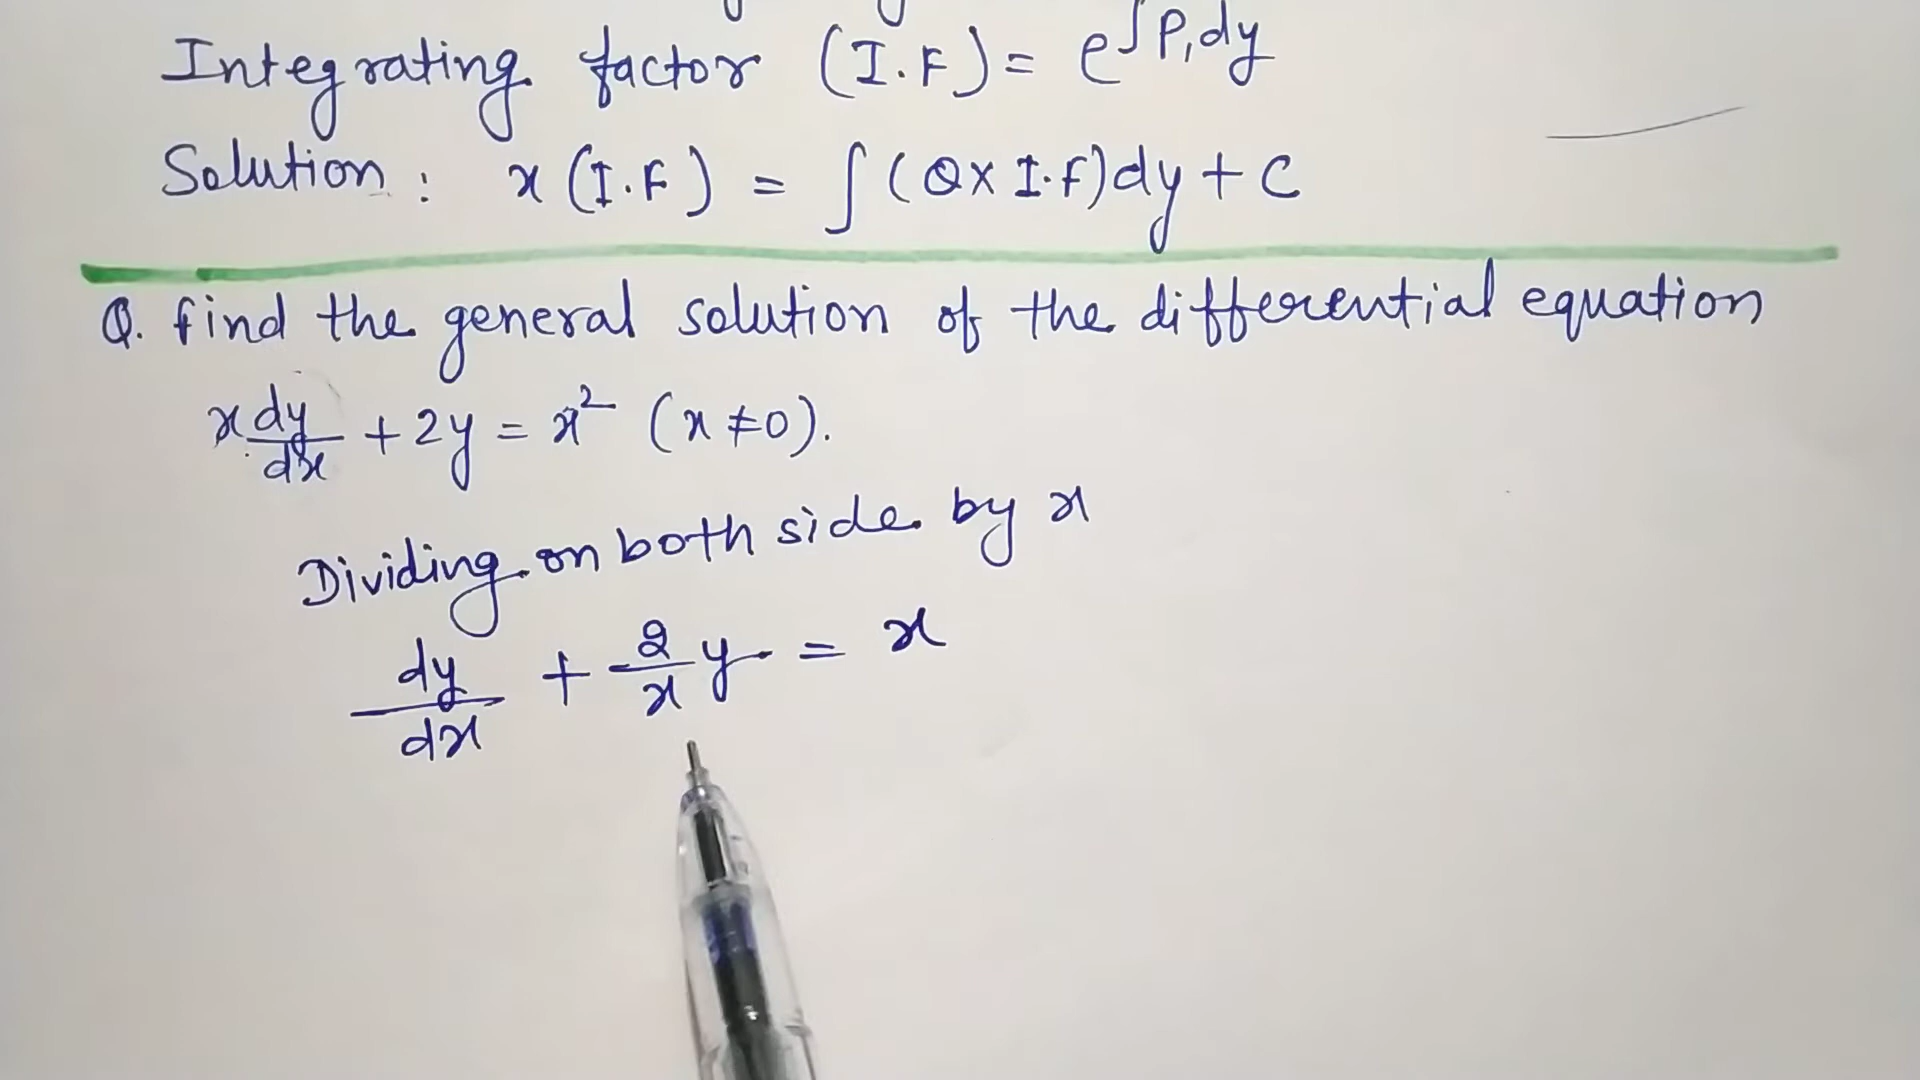 Integrating factor (I.F) = e^∫P₁dy
Solution: x (I.F) = ∫(Q×I.F)dy + C
Q. find the general solution of the differential equation
x dy/dx + 2y = x² (x ≠ 0).
Dividing on both side by x
dy/dx + 2/x y = x